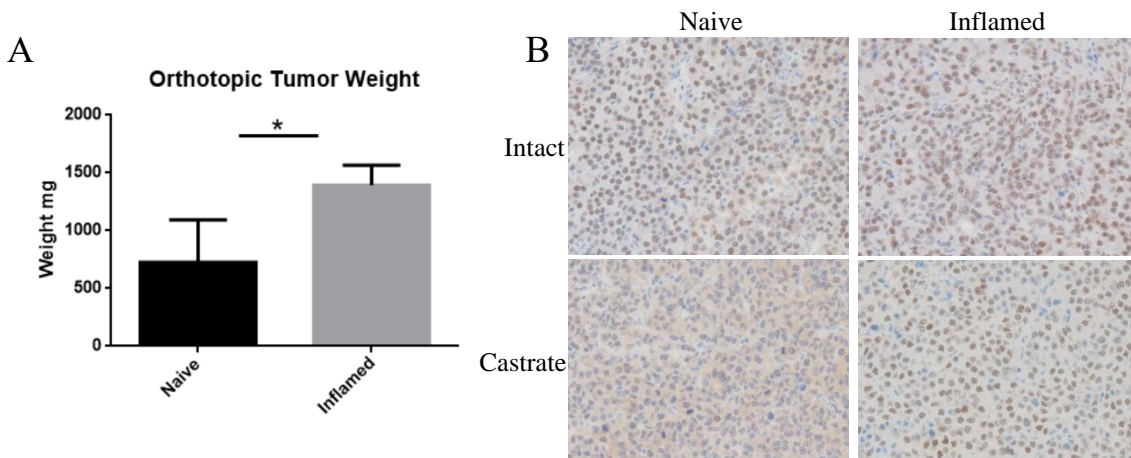 A
Orthotopic Tumor Weight
2000
1500
1000
500
0
Weight mg
*
Naive
Inflamed
B
Naive
Inflamed
Intact
Castrate